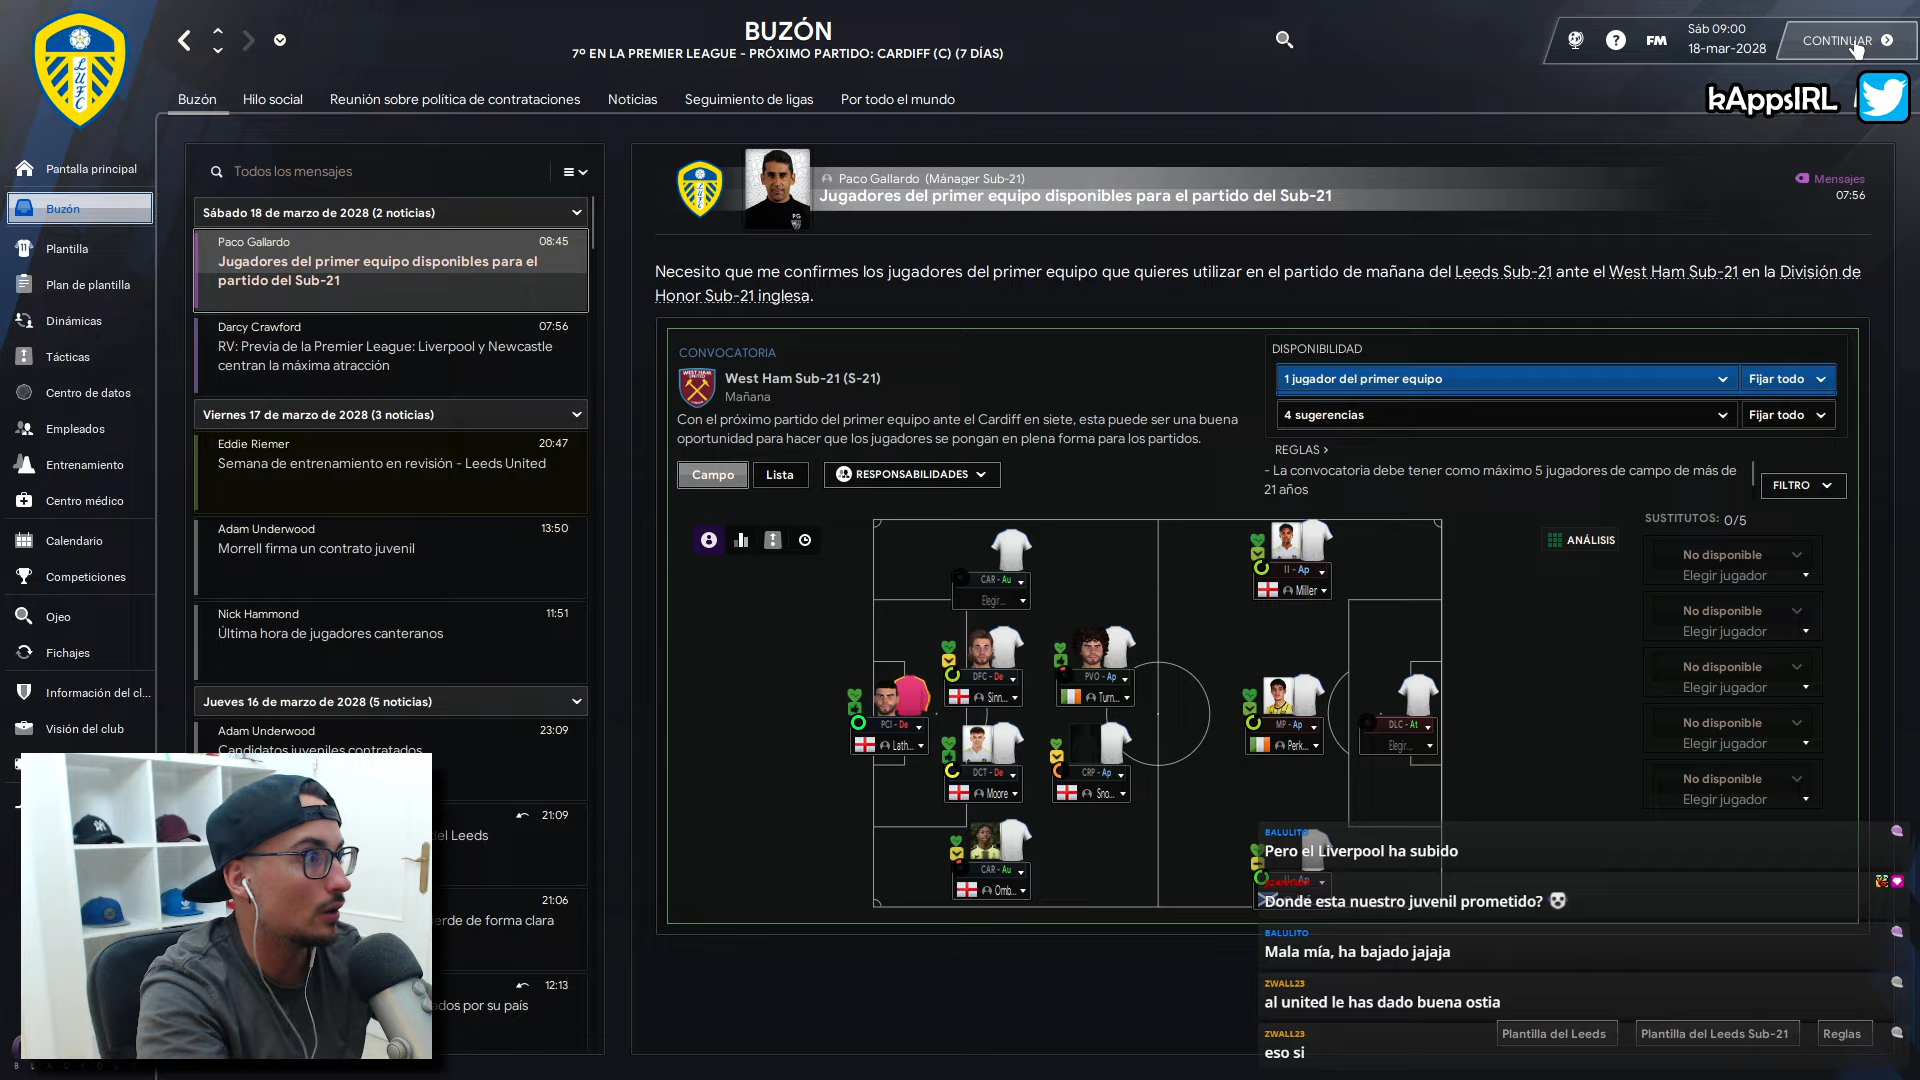 BUZÓN
7º EN LA PREMIER LEAGUE - PRÓXIMO PARTIDO: CARDIFF (C) (7 DÍAS)
FM
Sáb 09:00
18-mar-2028
CONTINUAR
kAppsIRL
LUFC
Buzón
Hilo social
Reunión sobre política de contrataciones
Noticias
Seguimiento de ligas
Por todo el mundo
Pantalla principal
Buzón
Plantilla
Plan de plantilla
Dinámicas
Tácticas
Centro de datos
Empleados
Entrenamiento
Centro médico
Calendario
Competiciones
Ojeo
Fichajes
Información del cl...
Visión del club
Todos los mensajes
Sábado 18 de marzo de 2028 (2 noticias)
Paco Gallardo 08:45
Jugadores del primer equipo disponibles para el
partido del Sub-21
Darcy Crawford 07:56
RV: Previa de la Premier League: Liverpool y Newcastle
centran la máxima atracción
Viernes 17 de marzo de 2028 (3 noticias)
Eddie Riemer 20:47
Semana de entrenamiento en revisión - Leeds United
Adam Underwood 13:50
Morrell firma un contrato juvenil
Nick Hammond 11:51
Última hora de jugadores canteranos
Jueves 16 de marzo de 2028 (5 noticias)
Adam Underwood 23:09
Candidatos juveniles contratados
21:09
del Leeds
21:06
erde de forma clara
12:13
ados por su país
Paco Gallardo (Mánager Sub-21)
Jugadores del primer equipo disponibles para el partido del Sub-21
Mensajes
07:56
PG
Necesito que me confirmes los jugadores del primer equipo que quieres utilizar en el partido de mañana del Leeds Sub-21 ante el West Ham Sub-21 en la División de
Honor Sub-21 inglesa.
CONVOCATORIA
West Ham Sub-21 (S-21)
Mañana
Con el próximo partido del primer equipo ante el Cardiff en siete, esta puede ser una buena
oportunidad para hacer que los jugadores se pongan en plena forma para los partidos.
Campo
Lista
RESPONSABILIDADES
DISPONIBILIDAD
1 jugador del primer equipo
Fijar todo
4 sugerencias
Fijar todo
REGLAS >
- La convocatoria debe tener como máximo 5 jugadores de campo de más de
21 años
FILTRO
ANÁLISIS
SUSTITUTOS: 0/5
No disponible
Elegir jugador
No disponible
Elegir jugador
No disponible
Elegir jugador
No disponible
Elegir jugador
No disponible
Elegir jugador
CAR - Au
Elegir...
II - Ap
Miller
DFC - De
Sinn...
PVO - Ap
Turn...
PCI - De
Lath...
MP - Ap
Perk...
DLC - At
Elegir...
DCT - De
Moore
CRP - Ap
Sno...
CAR - Au
Omb...
BALULITO
Pero el Liverpool ha subido
Donde esta nuestro juvenil prometido?
BALULITO
Mala mía, ha bajado jajaja
ZWALL23
al united le has dado buena ostia
ZWALL23
eso si
Plantilla del Leeds
Plantilla del Leeds Sub-21
Reglas